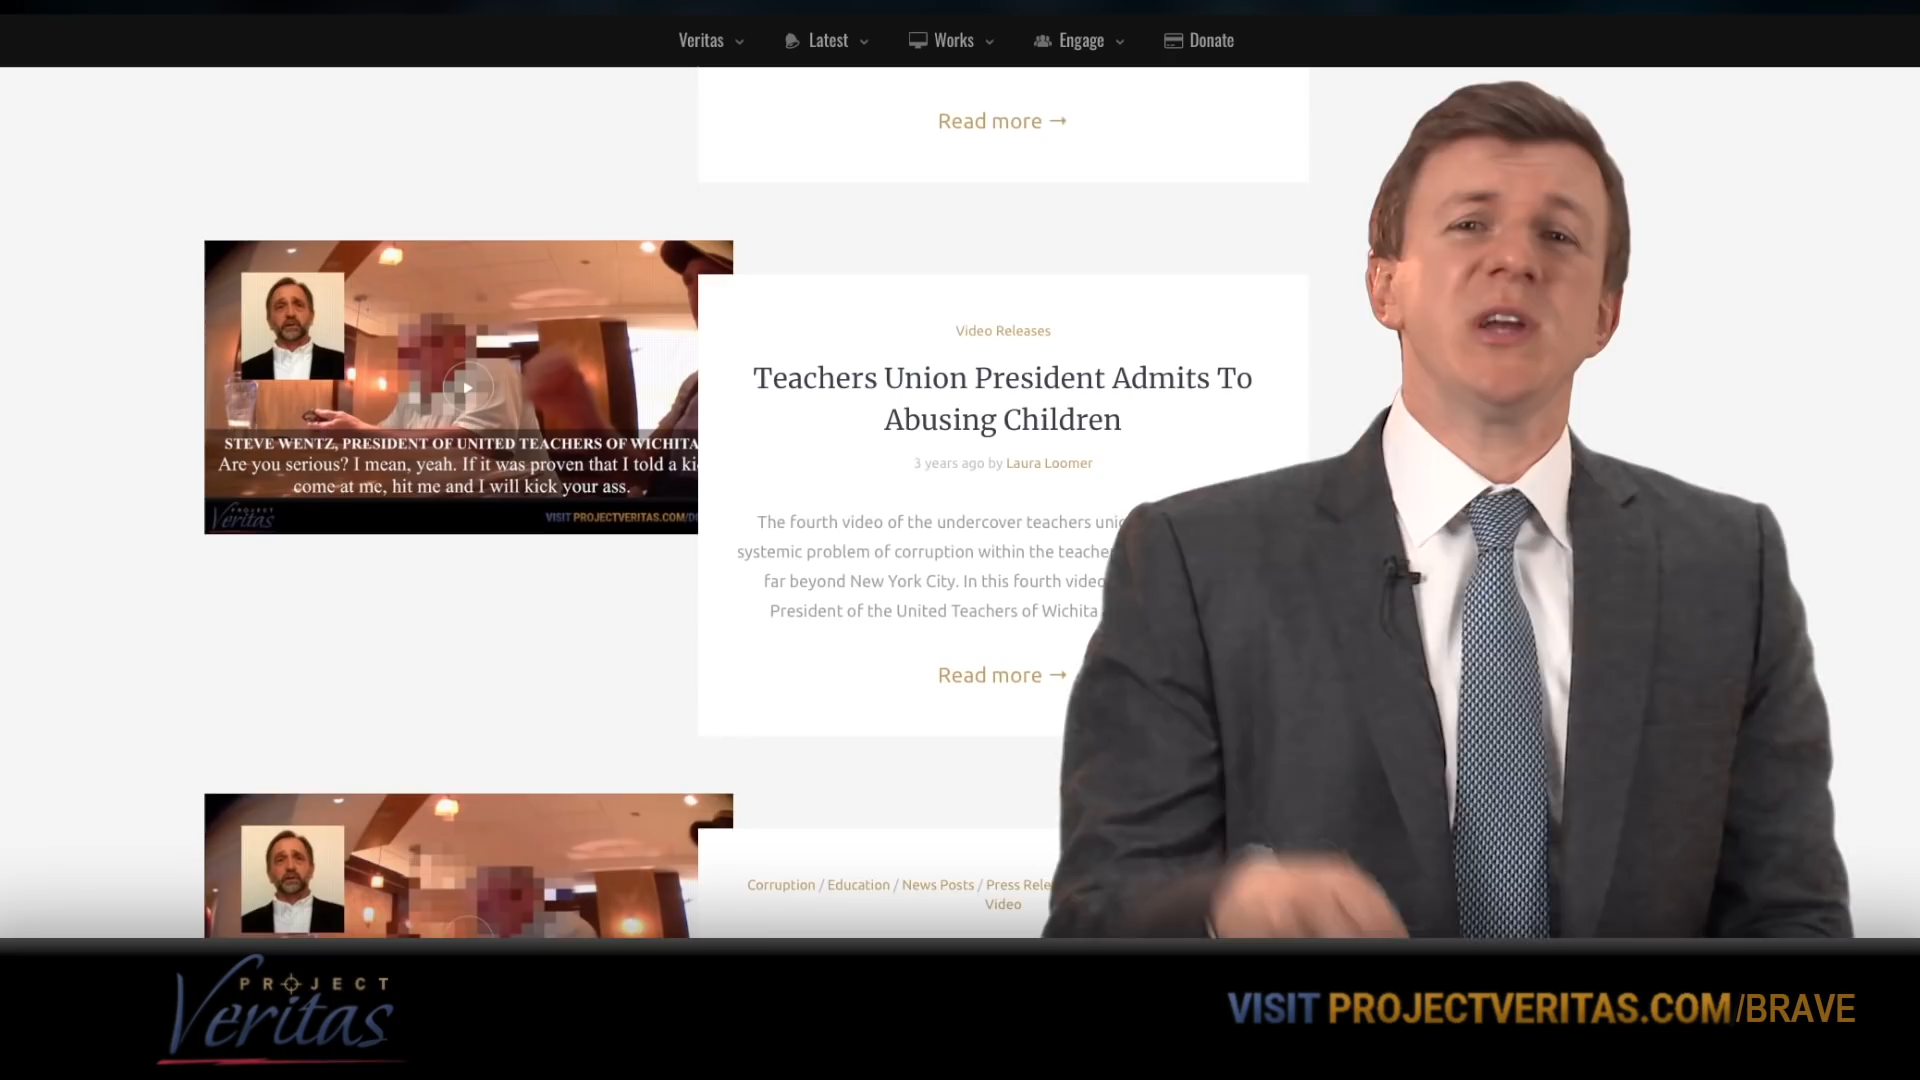 Veritas
Latest
Works
Engage
Donate
Read more →
STEVE WENTZ, PRESIDENT OF UNITED TEACHERS OF WICHITA
Are you serious? I mean, yeah. If it was proven that I told a
come at me, hit me and I will kick your ass.
PROJECT
Veritas
VISIT PROJECTVERITAS.COM
Video Releases
Teachers Union President Admits To
Abusing Children
3 years ago by Laura Loomer
The fourth video of the undercover teachers
systemic problem of corruption within the
far beyond New York City. In this fourth video
President of the United Teachers of Wichita
Read more →
Corruption / Education / News Posts / Press
Video
PROJECT
Veritas
VISIT PROJECTVERITAS.COM/BRAVE